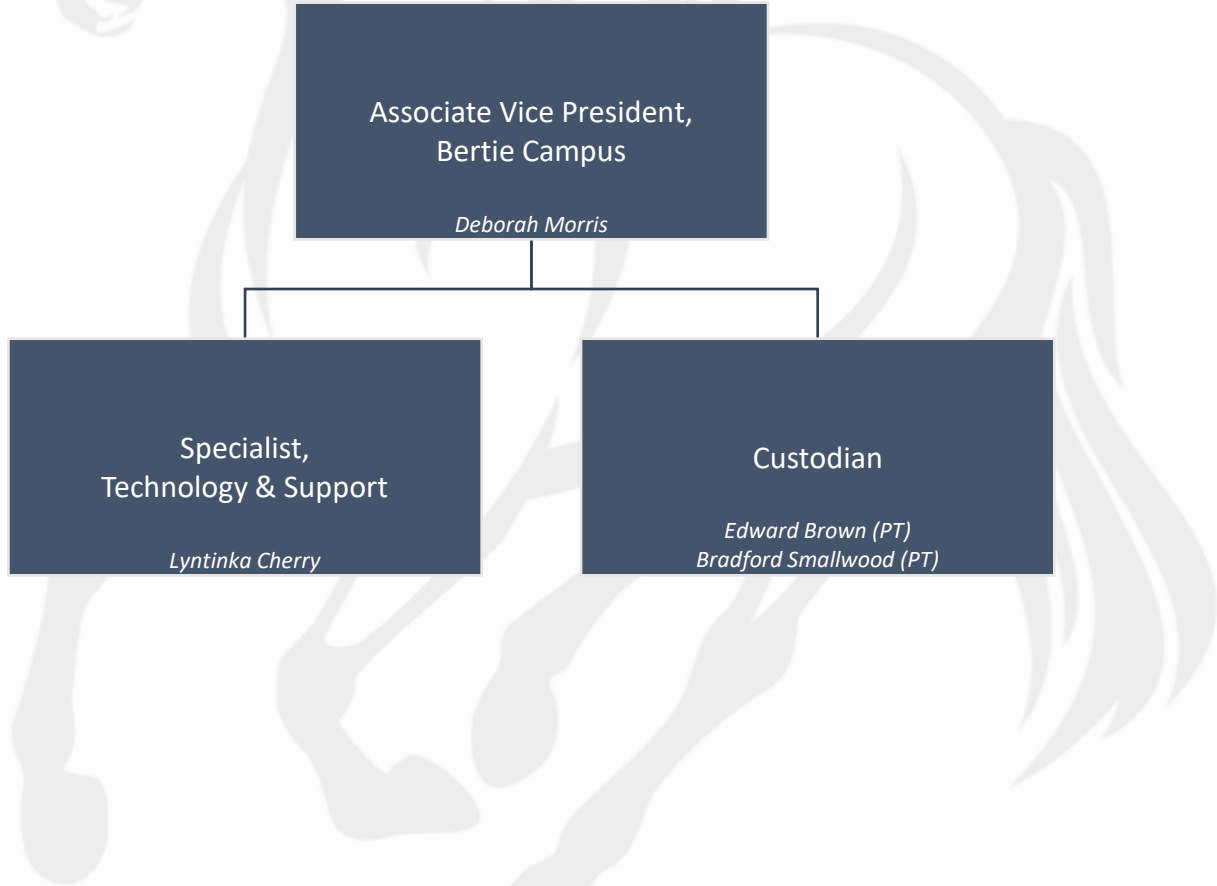 Associate Vice President,
Bertie Campus
Deborah Morris
Specialist,
Technology & Support
Lyntinka Cherry
Custodian
Edward Brown (PT)
Bradford Smallwood (PT)